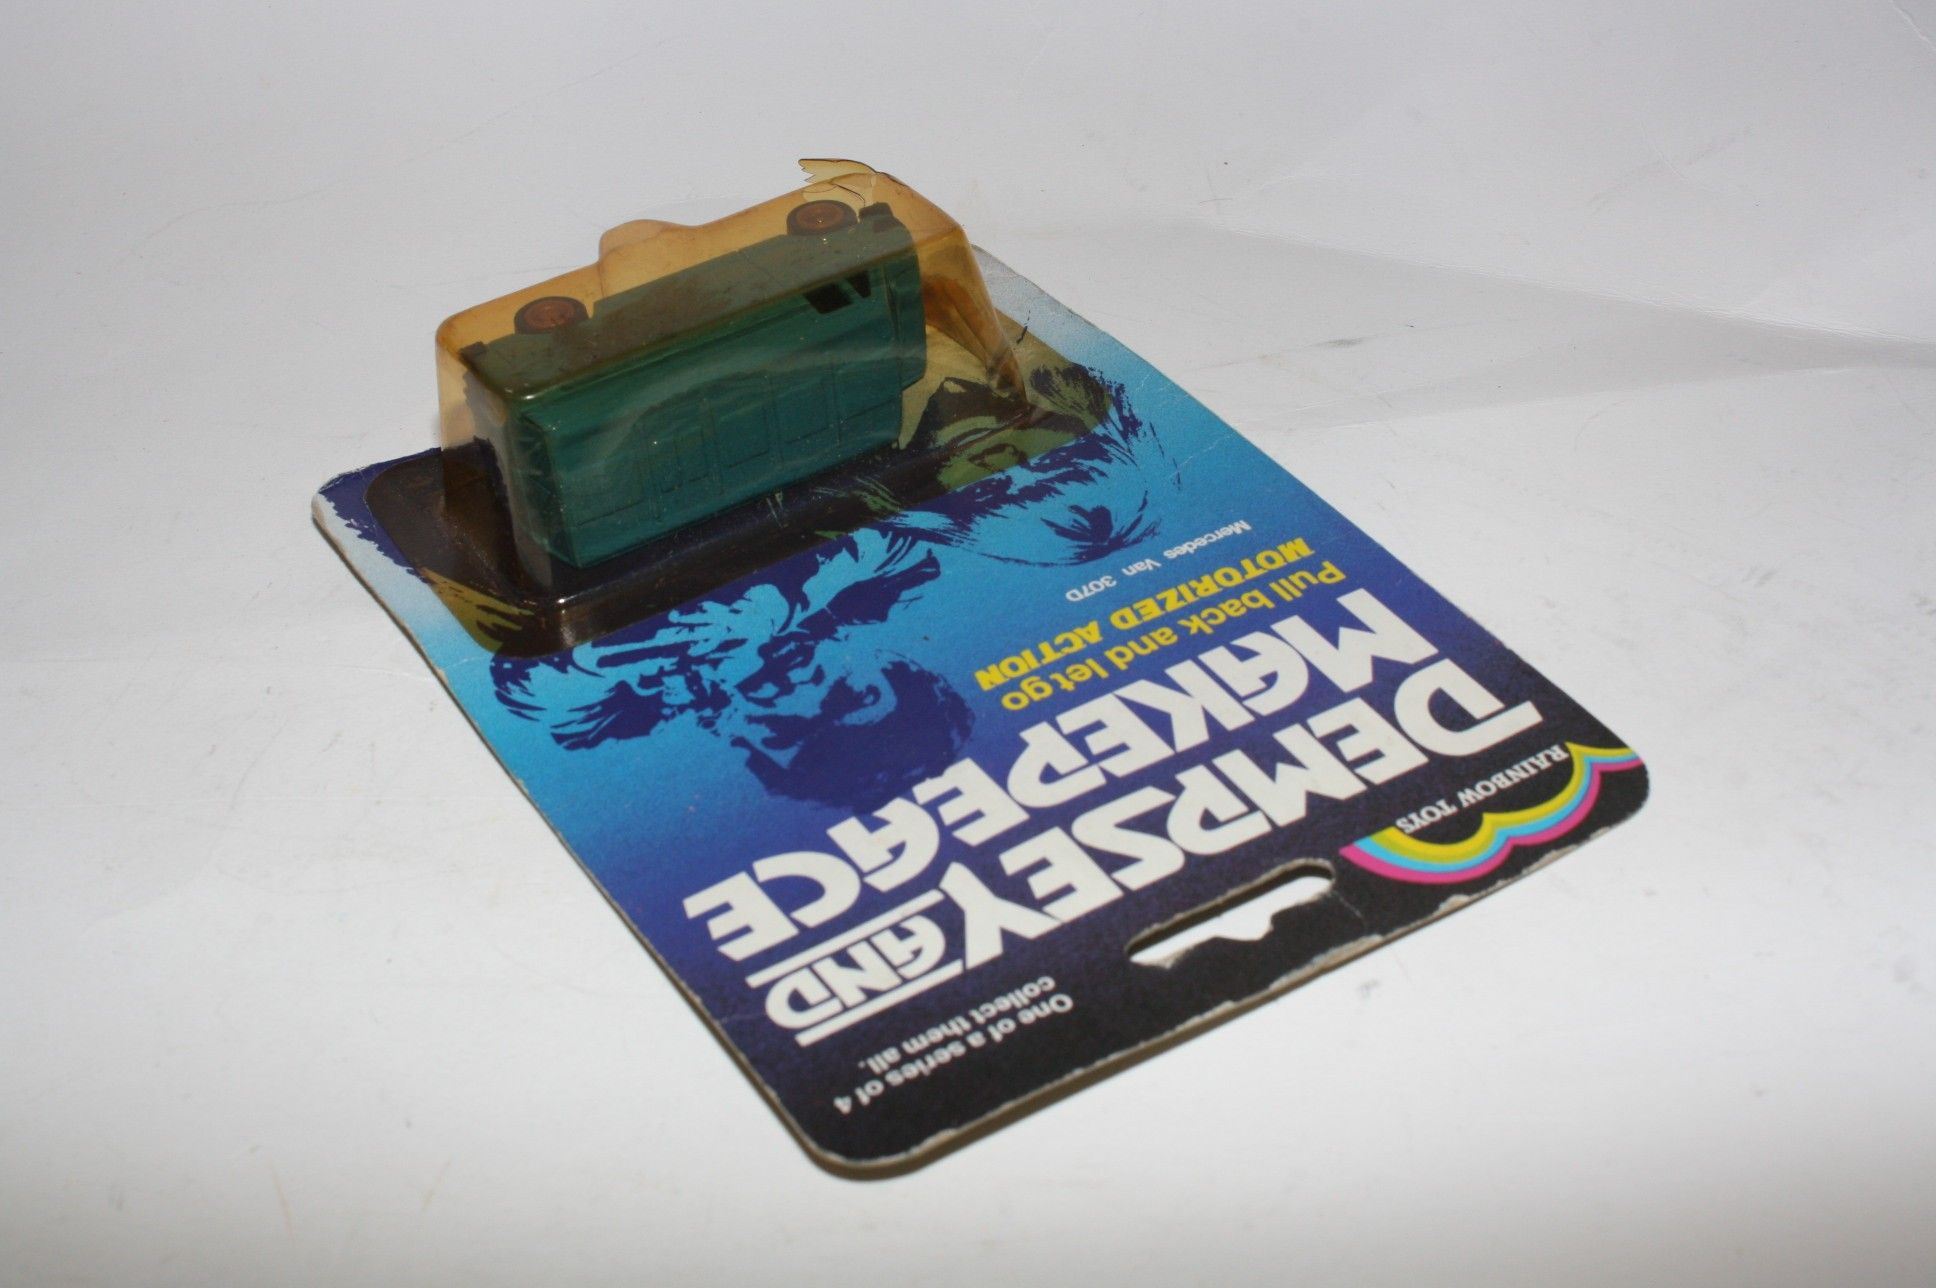 RAINBOW TOYS
One of a series of 4
collect them all.
DEMPSEY AND
MAKEPEACE
Pull back and let go
MOTORIZED ACTION
Mercedes Van 307D